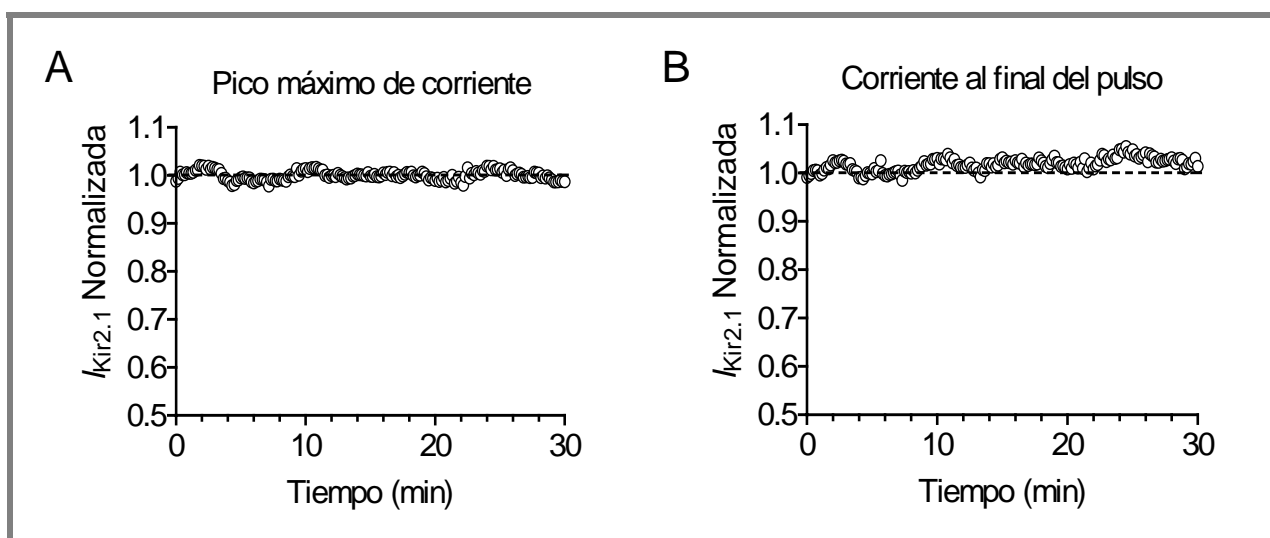 A
Pico máximo de corriente
IKir2.1 Normalizada
1.1
1.0
0.9
0.8
0.7
0.6
0.5
0 10 20 30
Tiempo (min)
B
Corriente al final del pulso
IKir2.1 Normalizada
1.1
1.0
0.9
0.8
0.7
0.6
0.5
0 10 20 30
Tiempo (min)